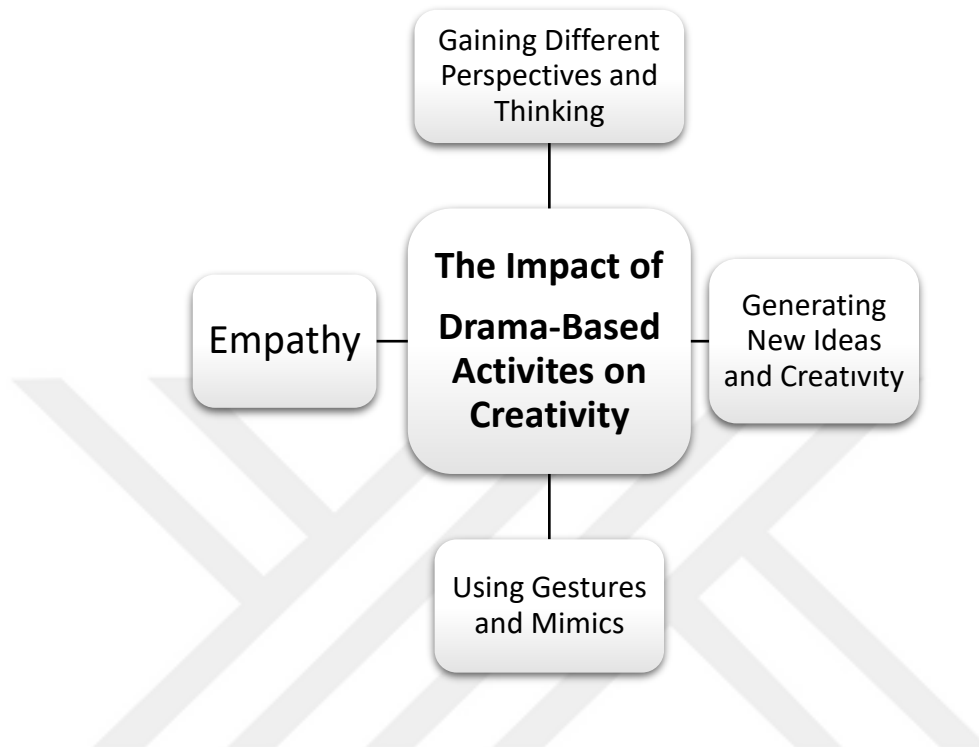 Gaining Different
Perspectives and
Thinking
The Impact of
Drama-Based
Activites on
Creativity
Empathy
Generating
New Ideas
and Creativity
Using Gestures
and Mimics